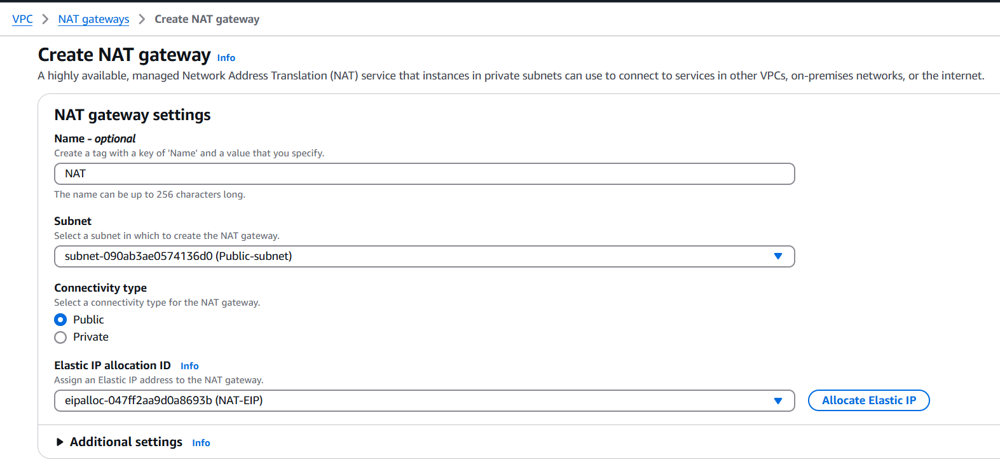 VPC > NAT gateways > Create NAT gateway
Create NAT gateway Info
A highly available, managed Network Address Translation (NAT) service that instances in private subnets can use to connect to services in other VPCs, on-premises networks, or the internet.
NAT gateway settings
Name - optional
Create a tag with a key of 'Name' and a value that you specify.
NAT
The name can be up to 256 characters long.
Subnet
Select a subnet in which to create the NAT gateway.
subnet-090ab3ae0574136d0 (Public-subnet)
Connectivity type
Select a connectivity type for the NAT gateway.
Public
Private
Elastic IP allocation ID Info
Assign an Elastic IP address to the NAT gateway.
eipalloc-047ff2aa9d0a8693b (NAT-EIP)
Allocate Elastic IP
Additional settings Info